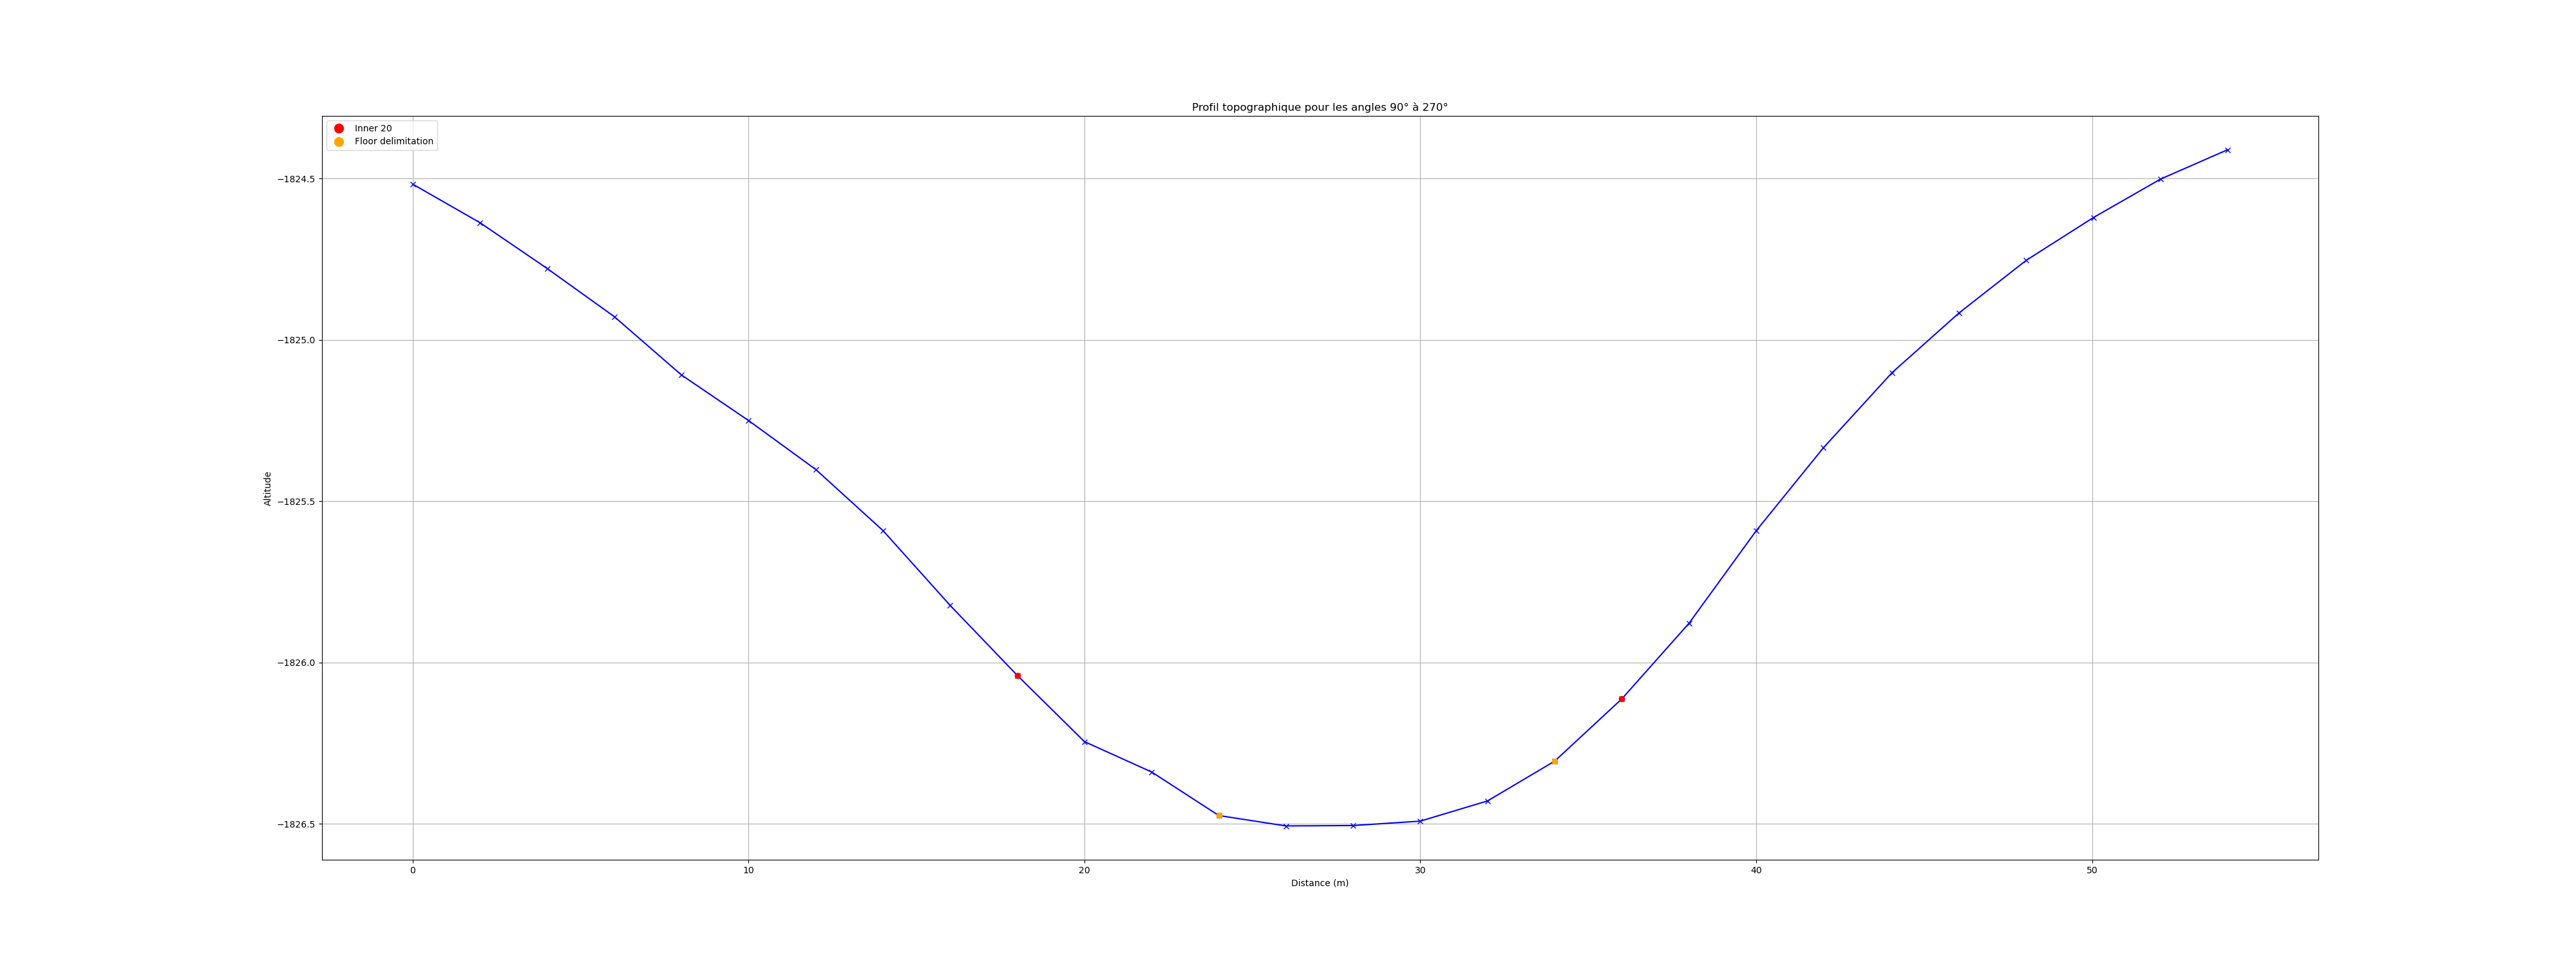 Profil topographique pour les angles 90° à 270°
Inner 20
Floor delimitation
−1824.5
−1825.0
−1825.5
−1826.0
−1826.5
Altitude
0 10 20 30 40 50
Distance (m)